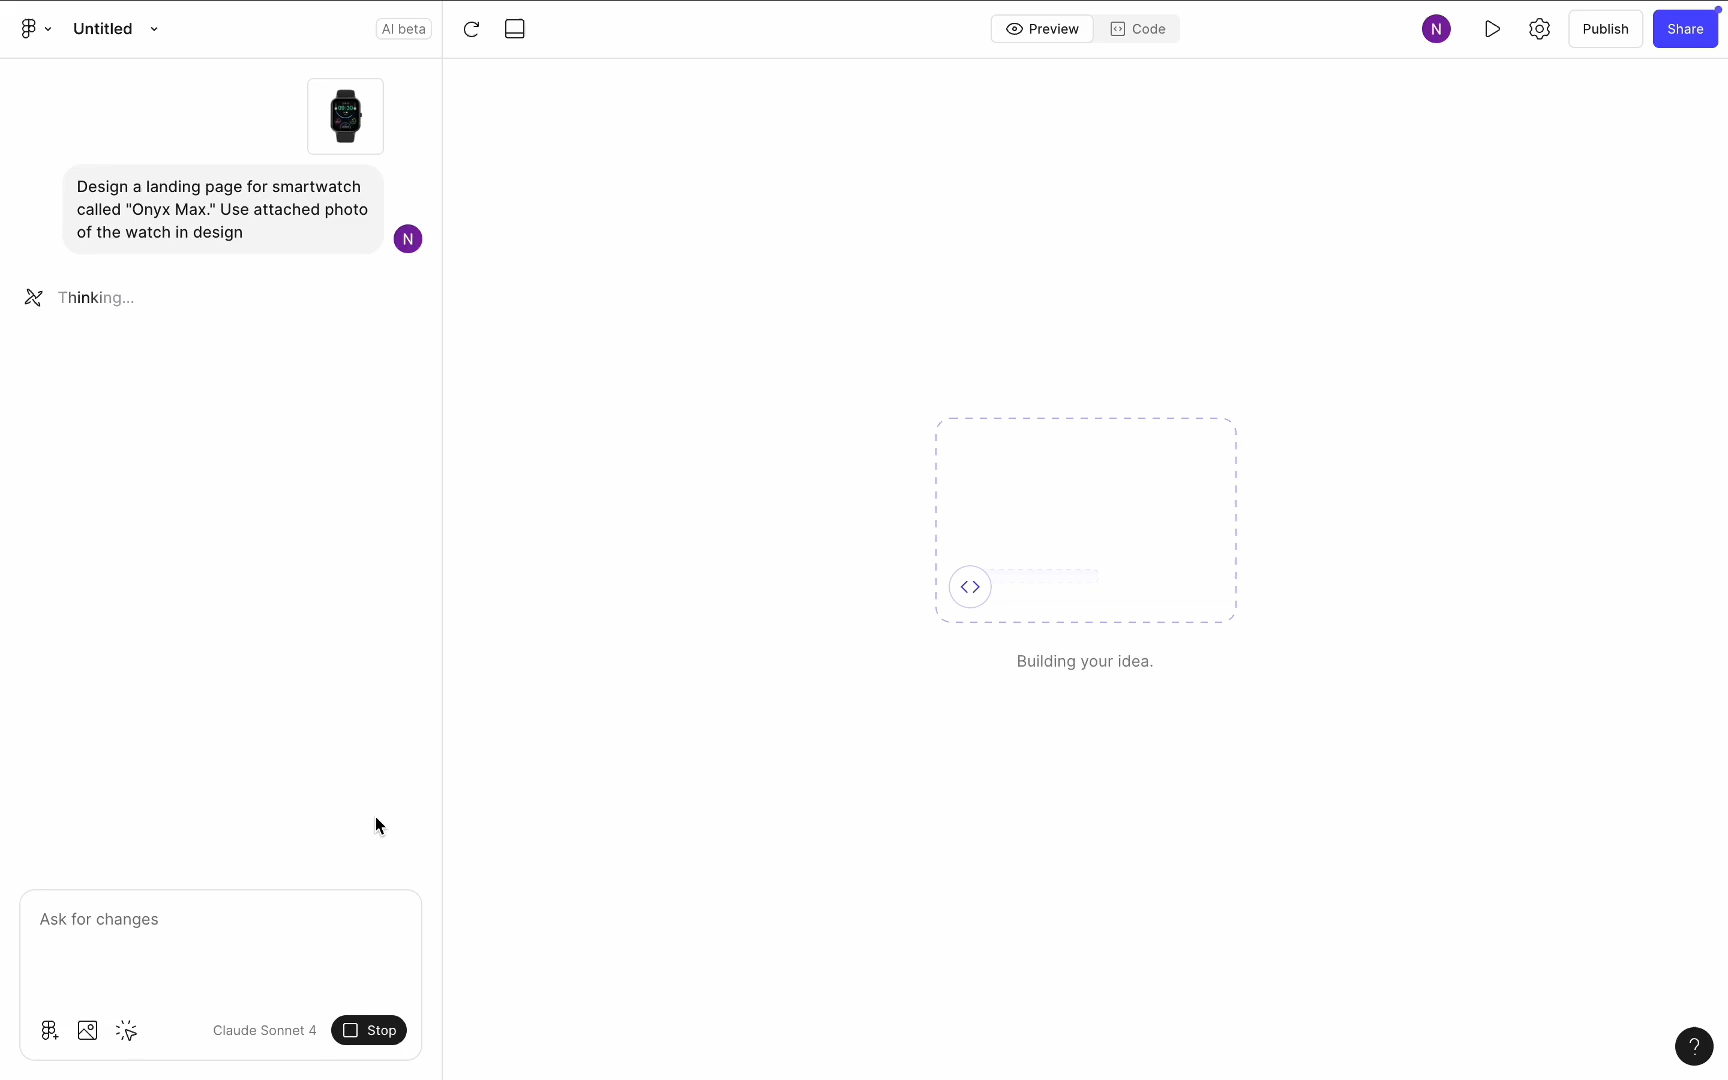 Untitled
AI beta
Preview
Code
N
Publish
Share
Design a landing page for smartwatch
called "Onyx Max." Use attached photo
of the watch in design
N
Thinking...
Building your idea.
Ask for changes
Claude Sonnet 4
Stop
?